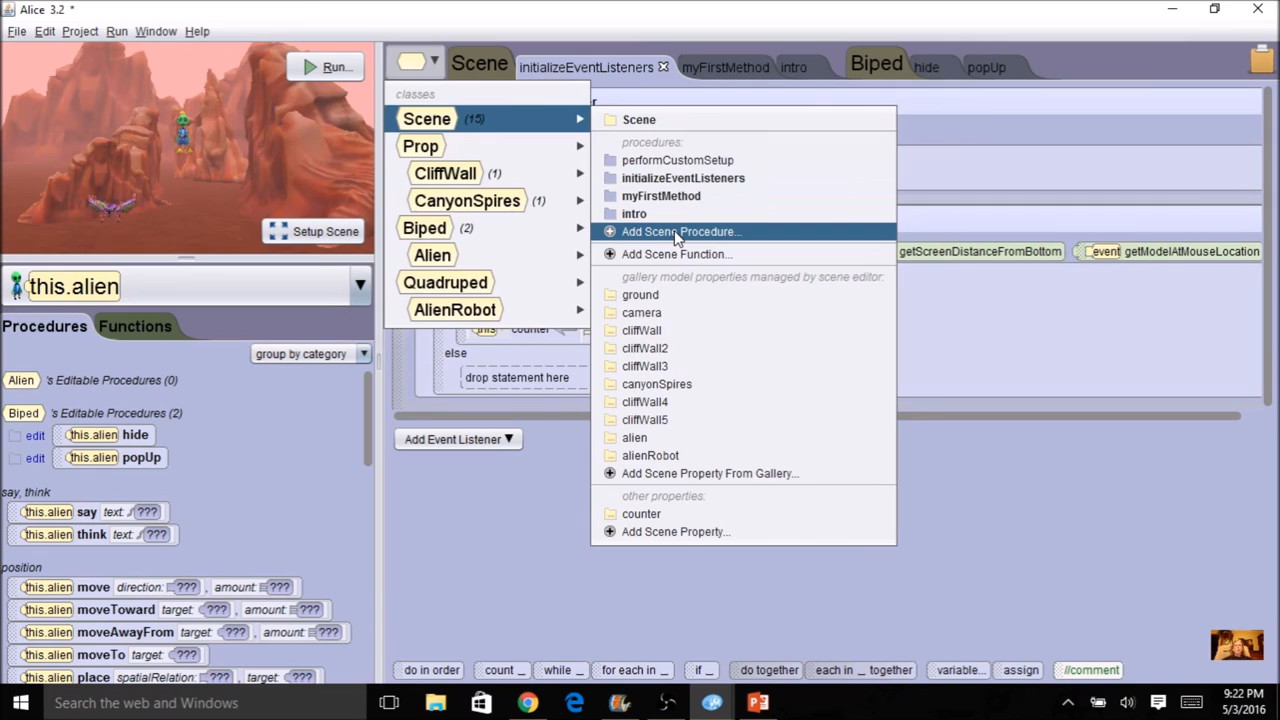 Alice 3.2 *
File Edit Project Run Window Help
Run...
Setup Scene
this.alien
Procedures Functions
group by category
Alien 's Editable Procedures (0)
Biped 's Editable Procedures (2)
edit this.alien hide
edit this.alien popUp
say, think
this.alien say text: ???
this.alien think text: ???
position
this.alien move direction: ??? , amount: ???
this.alien moveToward target: ??? , amount: ???
this.alien moveAwayFrom target: ??? , amount: ???
this.alien moveTo target: ???
this.alien place spatialRelation: ??? , target: ???
Scene initializeEventListeners myFirstMethod intro Biped hide popUp
classes
Scene (15)
Prop
CliffWall (1)
CanyonSpires (1)
Biped (2)
Alien
Quadruped
AlienRobot
Scene
procedures:
performCustomSetup
initializeEventListeners
myFirstMethod
intro
Add Scene Procedure...
Add Scene Function...
gallery model properties managed by scene editor:
ground
camera
cliffWall
cliffWall2
cliffWall3
canyonSpires
cliffWall4
cliffWall5
alien
alienRobot
Add Scene Property From Gallery...
other properties:
counter
Add Scene Property...
getScreenDistanceFromBottom event getModelAtMouseLocation
this counter
else
drop statement here
Add Event Listener
do in order count _ while _ for each in _ if _ do together each in _ together variable... assign //comment
Search the web and Windows
9:22 PM
5/3/2016